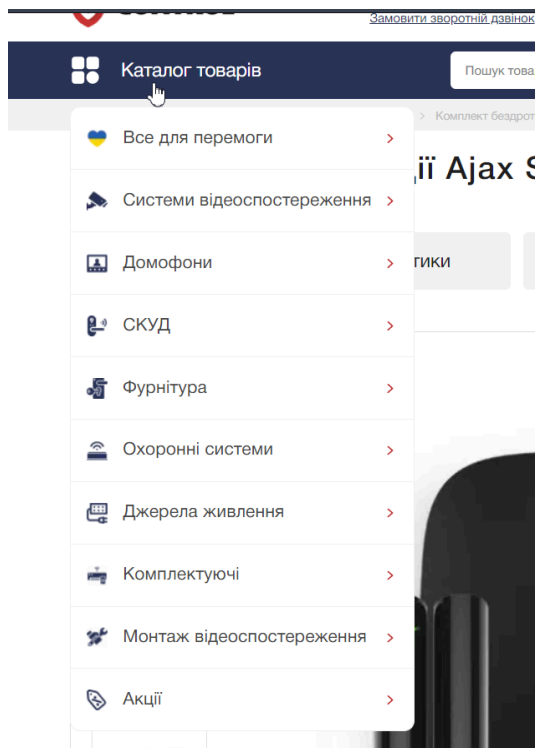 Замовити зворотній дзвінок
Каталог товарів
Пошук това
> Комплект бездрот
Все для перемоги
ії Ajax S
Системи відеоспостереження
Домофони
тики
СКУД
Фурнітура
Охоронні системи
Джерела живлення
Комплектуючі
Монтаж відеоспостереження
Акції